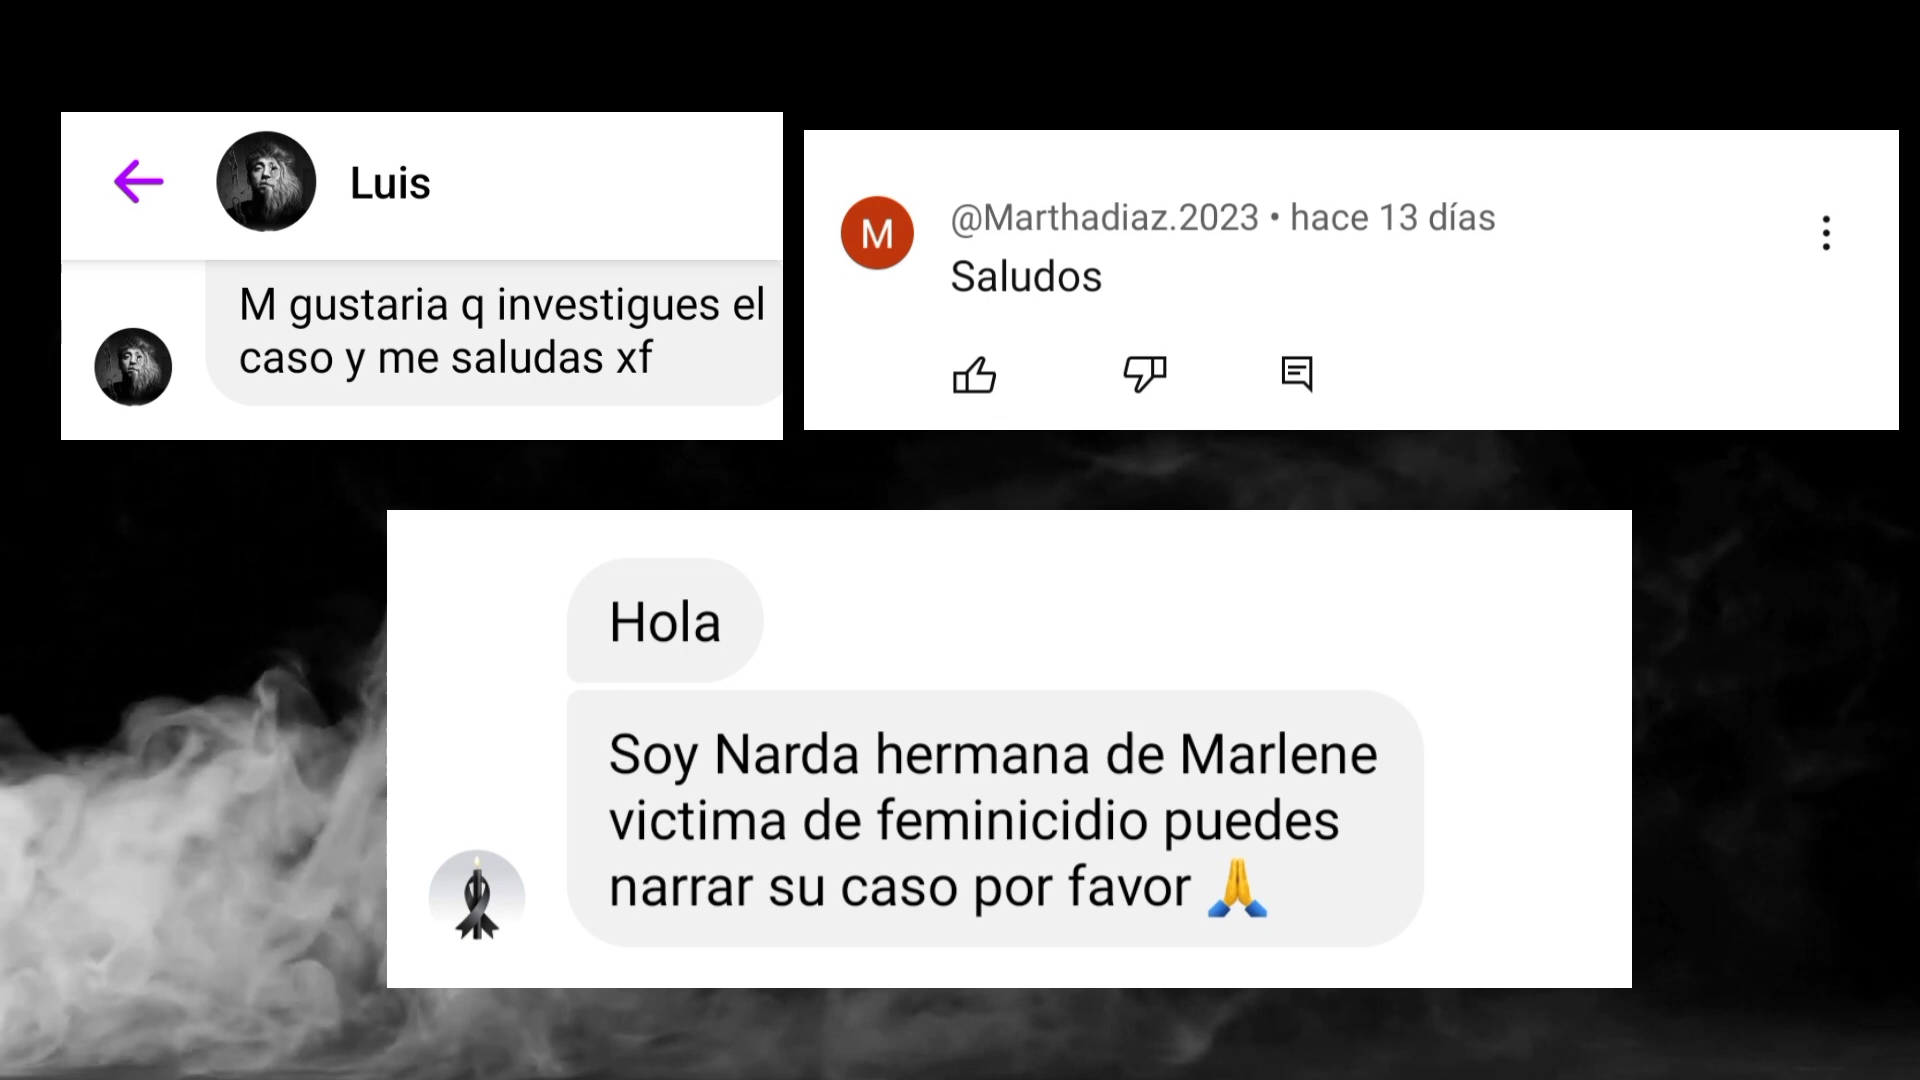 Luis
M gustaria q investigues el
caso y me saludas xf
M
@Marthadiaz.2023 • hace 13 días
Saludos
Hola
Soy Narda hermana de Marlene
victima de feminicidio puedes
narrar su caso por favor 🙏